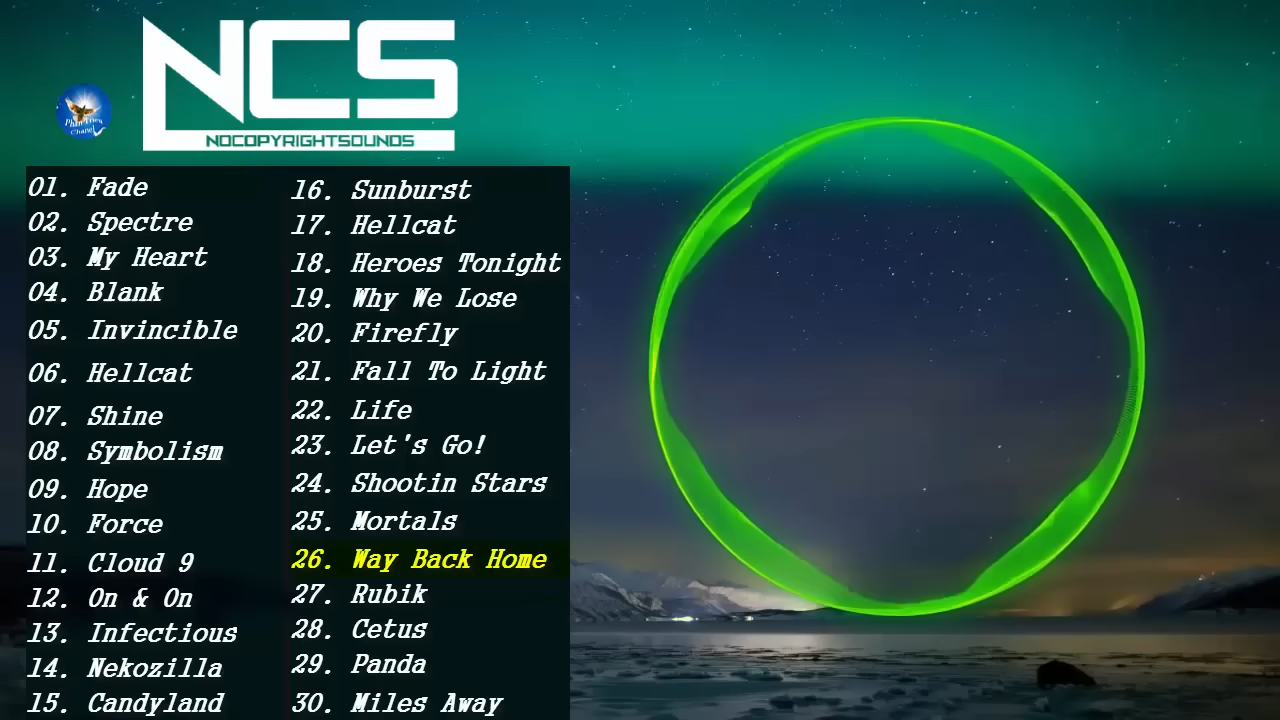 NCS
NOCOPYRIGHTSOUNDS
01. Fade
02. Spectre
03. My Heart
04. Blank
05. Invincible
06. Hellcat
07. Shine
08. Symbolism
09. Hope
10. Force
11. Cloud 9
12. On & On
13. Infectious
14. Nekozilla
15. Candyland
16. Sunburst
17. Hellcat
18. Heroes Tonight
19. Why We Lose
20. Firefly
21. Fall To Light
22. Life
23. Let's Go!
24. Shootin Stars
25. Mortals
26. Way Back Home
27. Rubik
28. Cetus
29. Panda
30. Miles Away